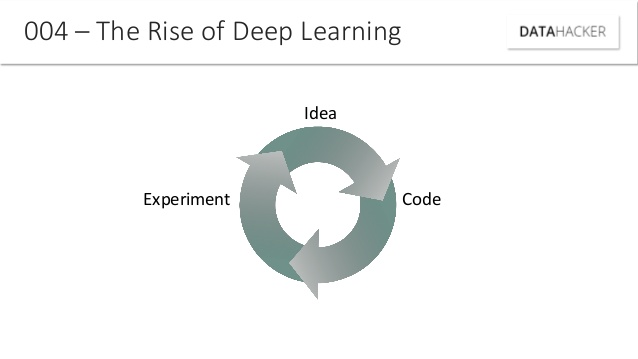 004 – The Rise of Deep Learning
DATAHACKER
Idea
Experiment
Code